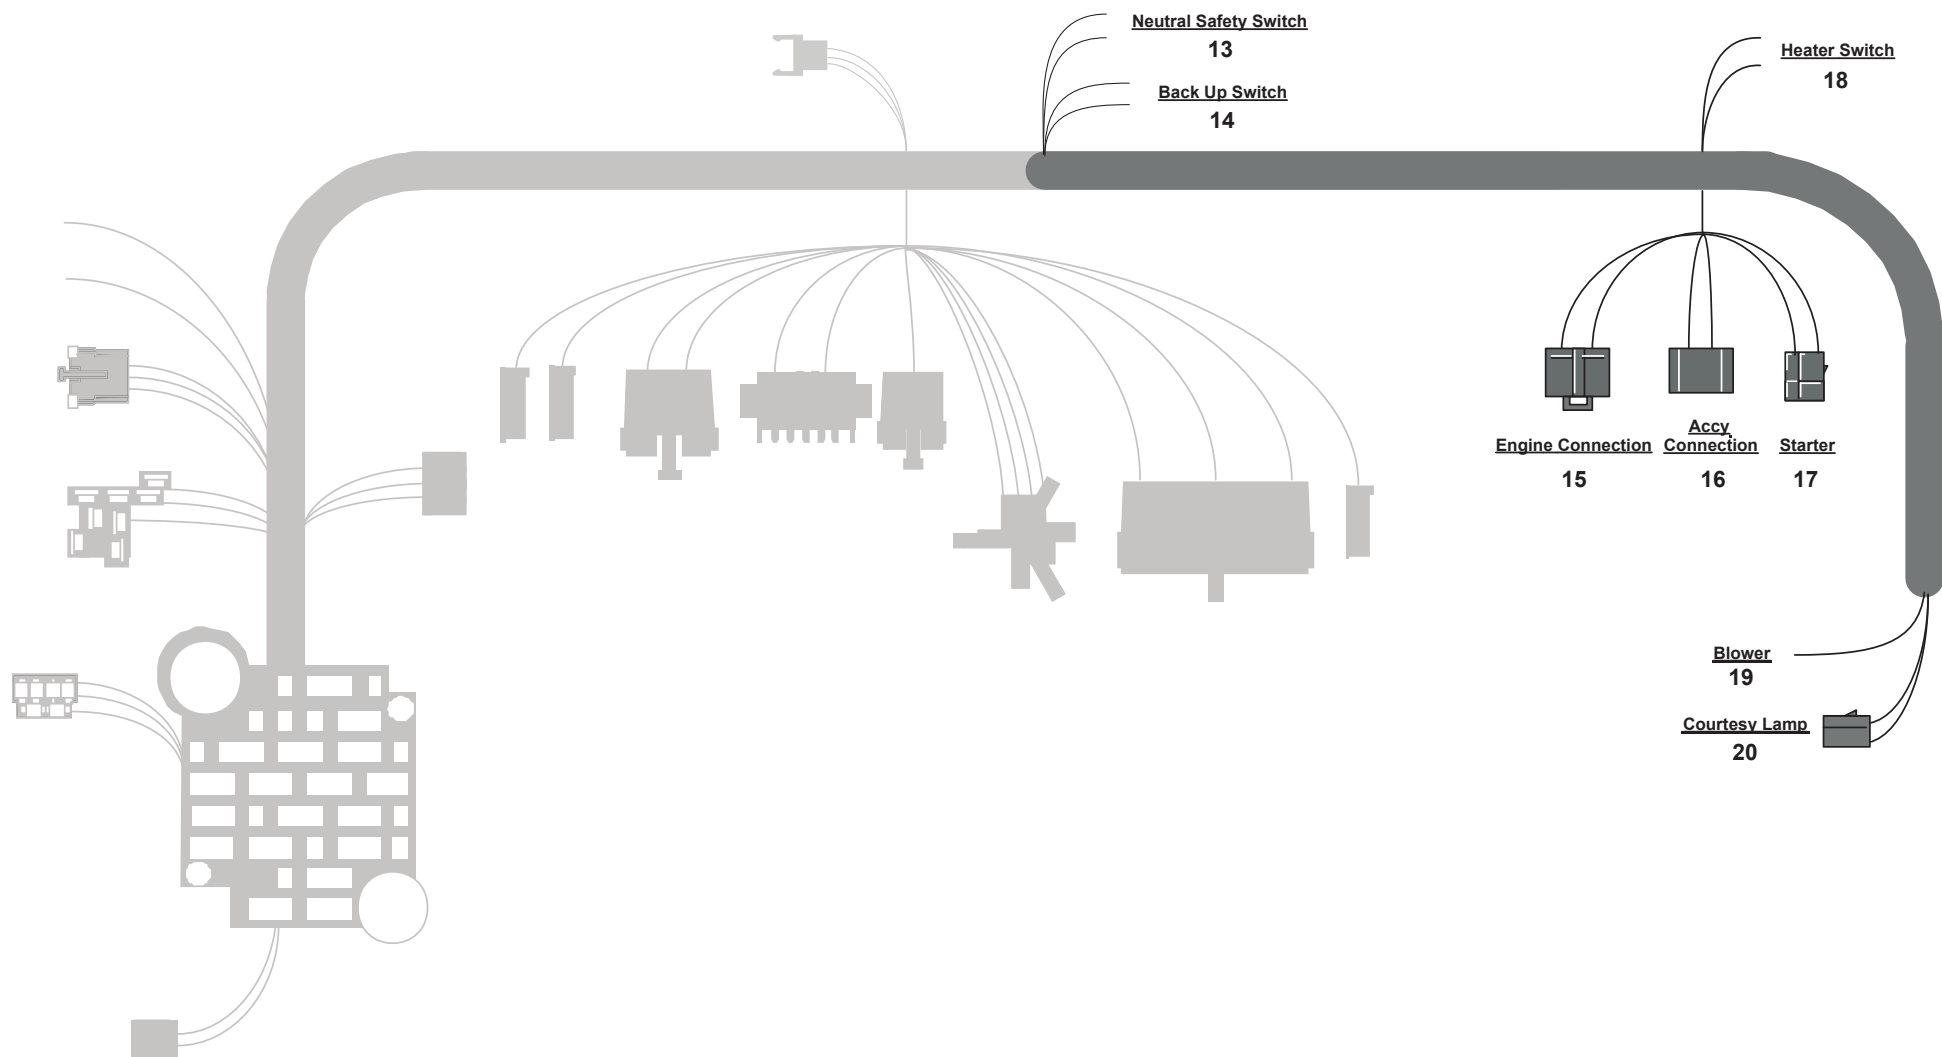 Neutral Safety Switch
13
Back Up Switch
14
Heater Switch
18
Engine Connection
15
Accy
Connection
16
Starter
17
Blower
19
Courtesy Lamp
20